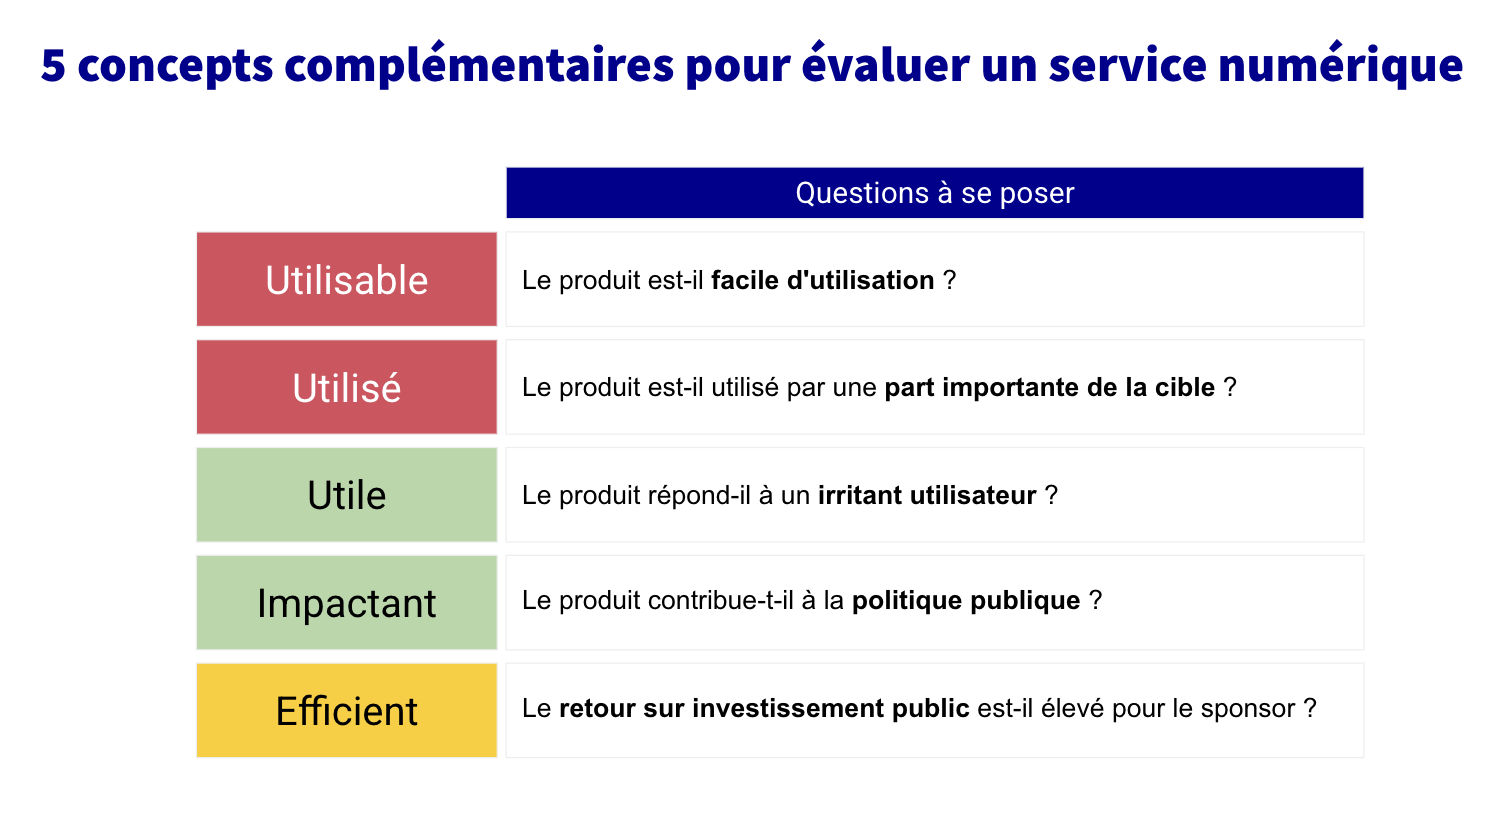 5 concepts complémentaires pour évaluer un service numérique
Questions à se poser
Utilisable
Le produit est-il facile d'utilisation ?
Utilisé
Le produit est-il utilisé par une part importante de la cible ?
Utile
Le produit répond-il à un irritant utilisateur ?
Impactant
Le produit contribue-t-il à la politique publique ?
Efficient
Le retour sur investissement public est-il élevé pour le sponsor ?